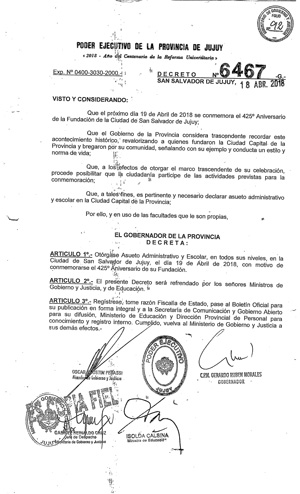 92
PODER EJECUTIVO DE LA PROVINCIA DE JUJUY
"2018 - Año del Centenario de la Reforma Universitaria"
Exp. Nº 0400-3030-2000.-
DECRETO Nº 6467 -G.-
SAN SALVADOR DE JUJUY, 18 ABR. 2018
VISTO Y CONSIDERANDO:
Que el próximo día 19 de Abril de 2018 se conmemora el 425º Aniversario
de la Fundación de la Ciudad de San Salvador de Jujuy;
Que el Gobierno de la Provincia considera trascendente recordar este
acontecimiento histórico, revalorizando a quienes fundaron la Ciudad Capital de la
Provincia y bregaron por su comunidad, señalando con su ejemplo y conducta un estilo y
norma de vida;
Que, a los efectos de otorgar el marco trascendente de su celebración,
procede posibilitar que la ciudadanía participe de las actividades previstas para la
conmemoración;
Que, a tales fines, es pertinente y necesario declarar asueto administrativo
y escolar en la Ciudad Capital de la Provincia;
Por ello, y en uso de las facultades que le son propias,
EL GOBERNADOR DE LA PROVINCIA
DECRETA:
ARTICULO 1º.- Otórgase Asueto Administrativo y Escolar, en todos sus niveles, en la
Ciudad de San Salvador de Jujuy, el día 19 de Abril de 2018, con motivo de
conmemorarse el 425º Aniversario de su Fundación.
ARTICULO 2º.- El presente Decreto será refrendado por los señores Ministros de
Gobierno y Justicia, y de Educación.
ARTICULO 3º.- Regístrese, tome razón Fiscalía de Estado, pase al Boletín Oficial para
su publicación en forma integral y a la Secretaría de Comunicación y Gobierno Abierto
para su difusión, Ministerio de Educación y Dirección Provincial de Personal para
conocimiento y registro interno. Cumplido, vuelva al Ministerio de Gobierno y Justicia a
sus demás efectos.
PODER EJECUTIVO
JUJUY
C.P.N. GERARDO RUBEN MORALES
GOBERNADOR
Ministro de Gobierno y Justicia
COPIA FIEL
ISOLDA CALSINA
Ministra de Educación